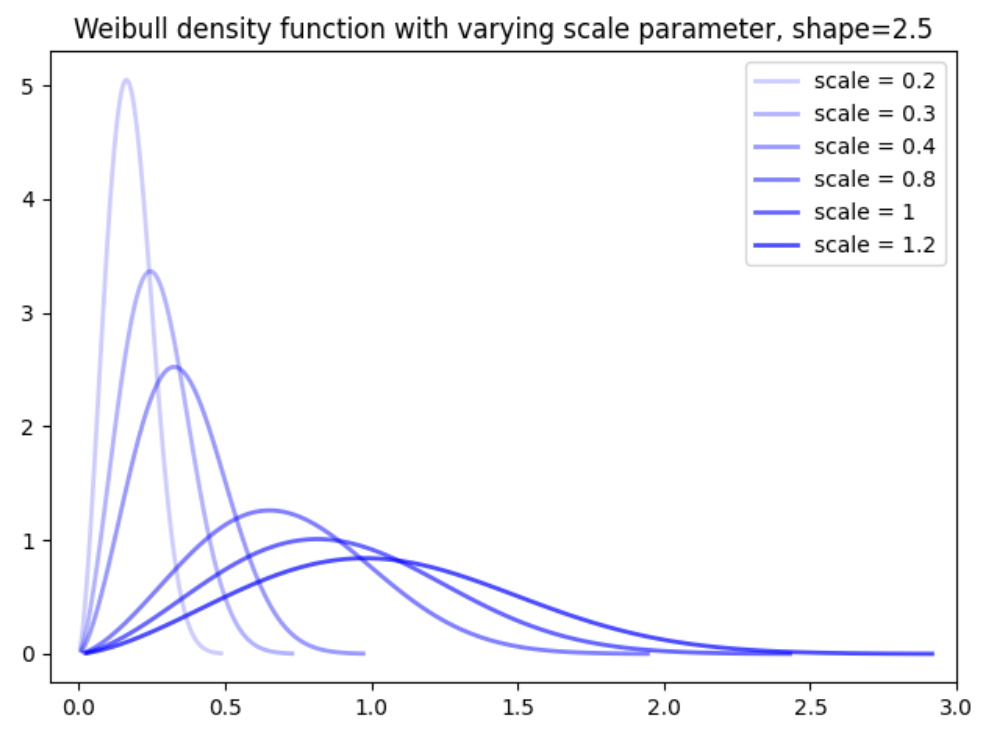 Weibull density function with varying scale parameter, shape=2.5
scale = 0.2
scale = 0.3
scale = 0.4
scale = 0.8
scale = 1
scale = 1.2
5
4
3
2
1
0
0.0 0.5 1.0 1.5 2.0 2.5 3.0